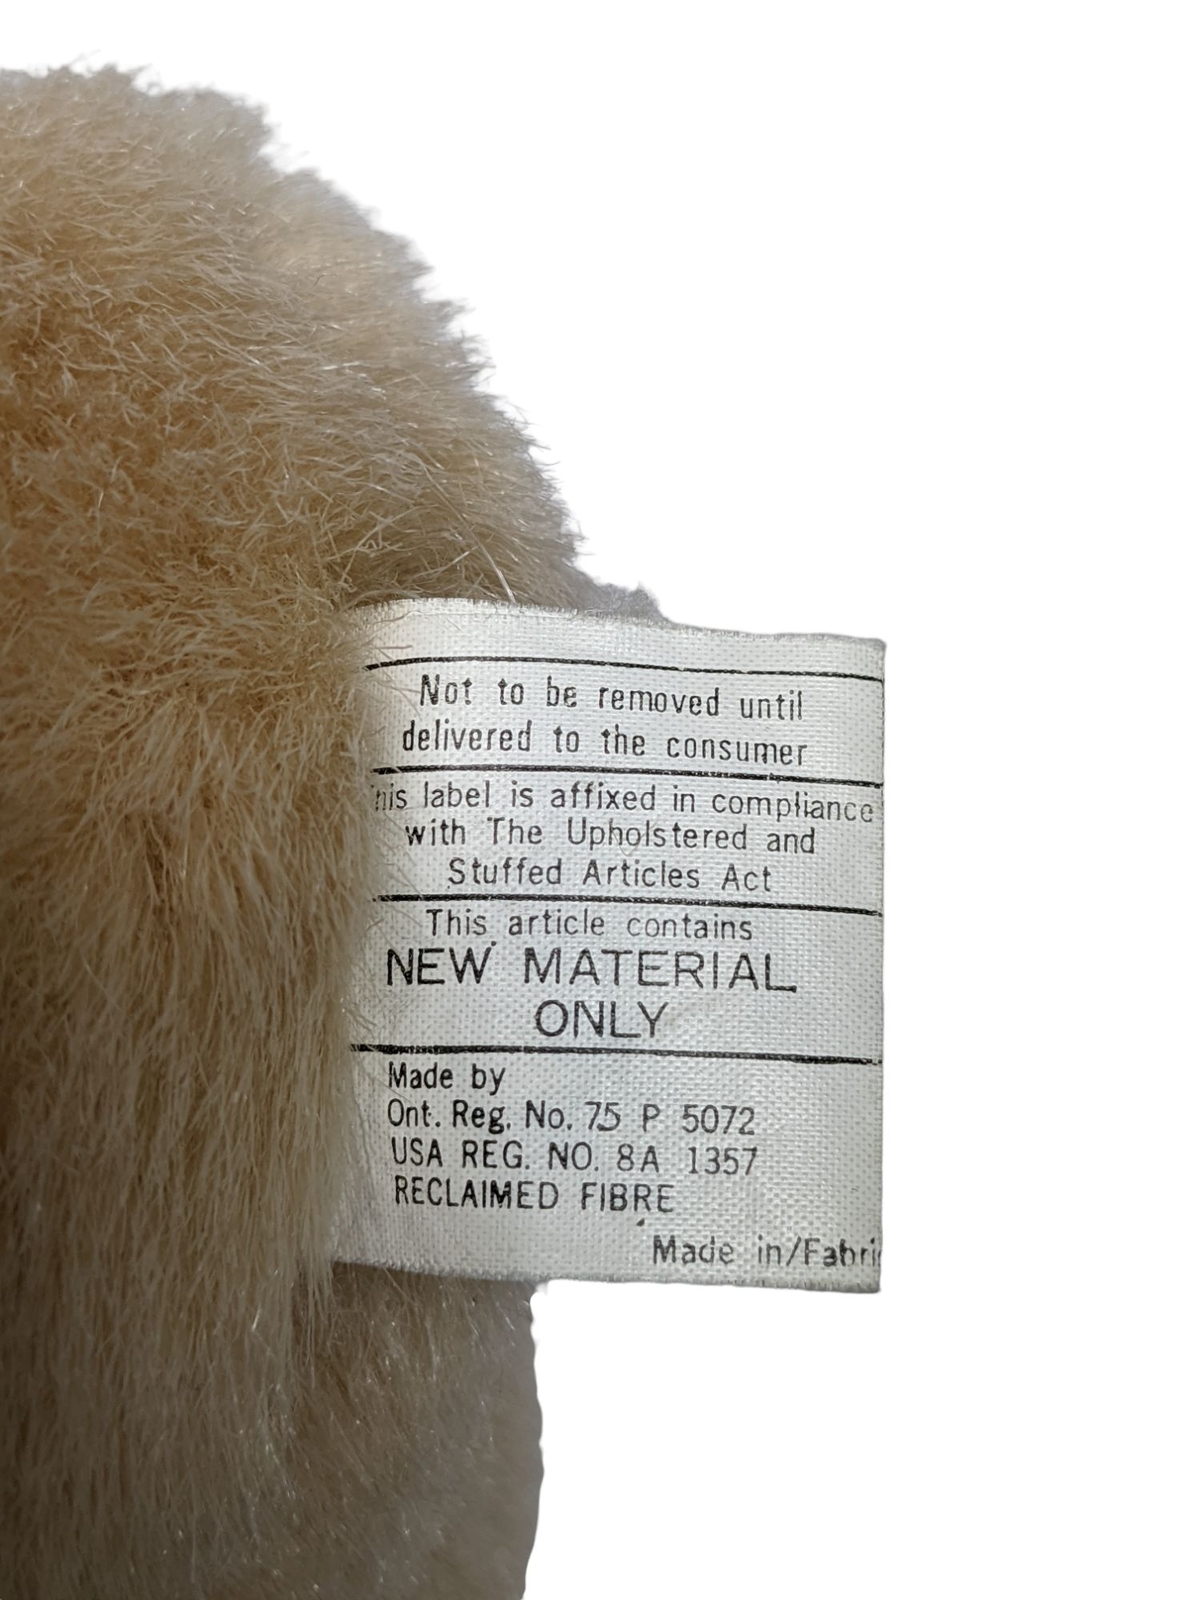 Not to be removed until
delivered to the consumer
his label is affixed in compliance
with The Upholstered and
Stuffed Articles Act
This article contains
NEW MATERIAL
ONLY
Made by
Ont. Reg. No. 75 P 5072
USA REG. NO. 8A 1357
RECLAIMED FIBRE
Made in/Fabri